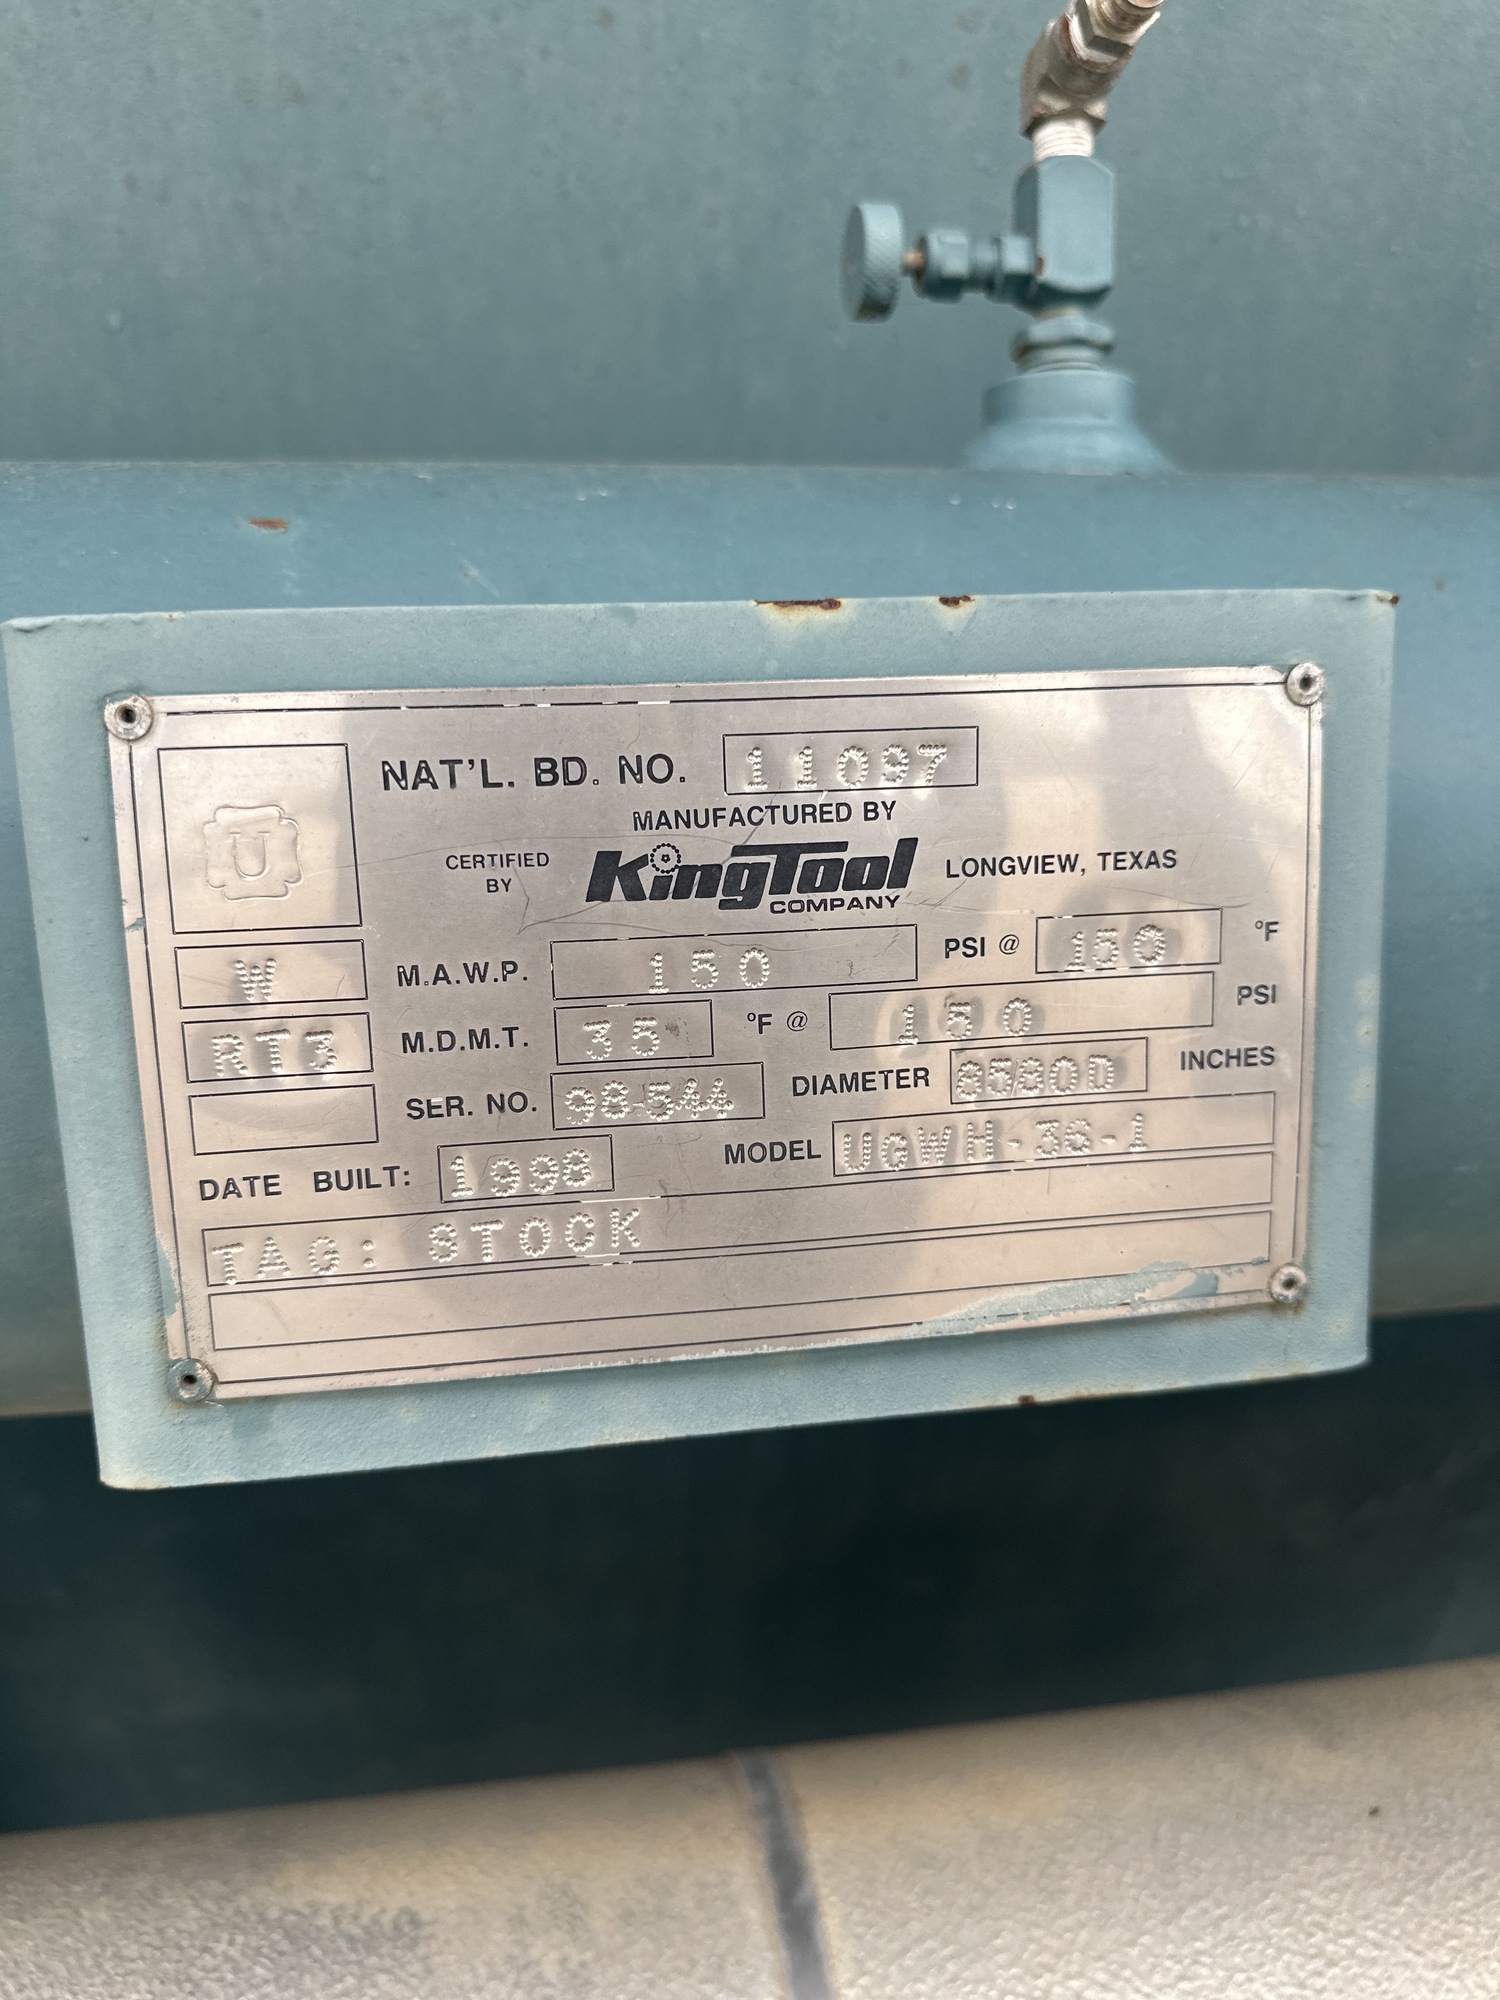 NAT'L. BD. NO. 11097
MANUFACTURED BY
U
CERTIFIED BY KingTool COMPANY LONGVIEW, TEXAS
W M.A.W.P. 150 PSI @ 150 °F
RT3 M.D.M.T. 35 °F @ 150 PSI
SER. NO. 98-544 DIAMETER INCHES
DATE BUILT: 1998 MODEL UGWH-36-1
TAG: STOCK